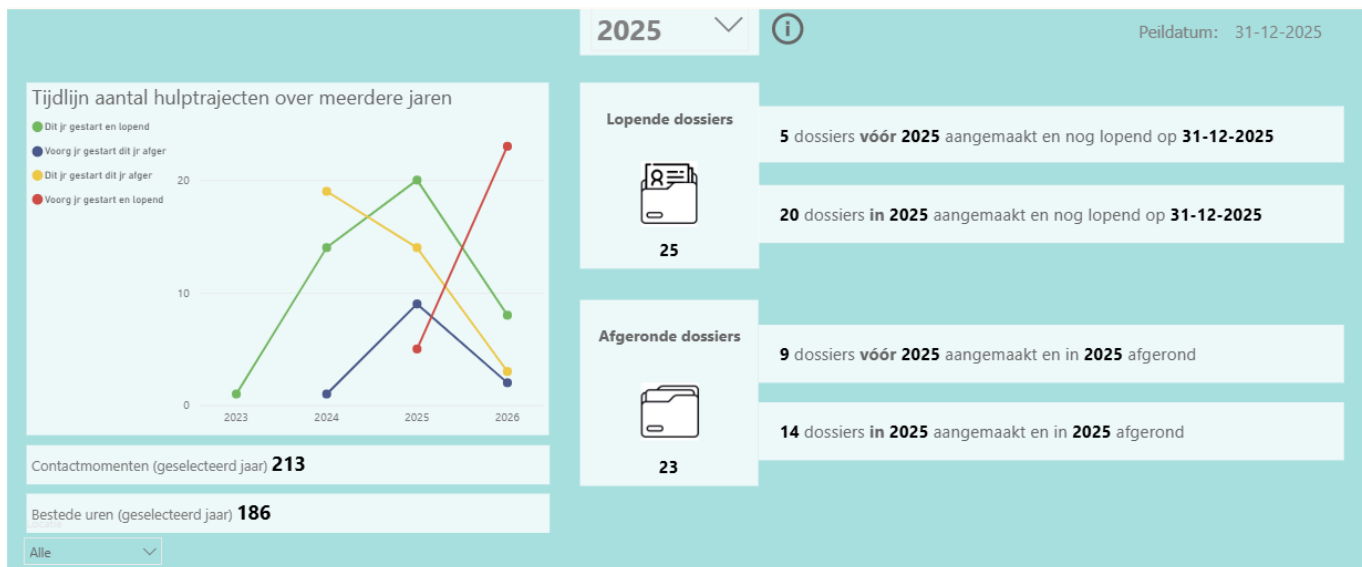 2025
Peildatum: 31-12-2025
Tijdlijn aantal hulptrajecten over meerdere jaren
Dit jr gestart en lopend
Voorg jr gestart dit jr afger
Dit jr gestart dit jr afger
Voorg jr gestart en lopend
20
10
0
2023 2024 2025 2026
Contactmomenten (geselecteerd jaar) 213
Bestede uren (geselecteerd jaar) 186
Locatie
Alle
Lopende dossiers
25
5 dossiers vóór 2025 aangemaakt en nog lopend op 31-12-2025
20 dossiers in 2025 aangemaakt en nog lopend op 31-12-2025
Afgeronde dossiers
23
9 dossiers vóór 2025 aangemaakt en in 2025 afgerond
14 dossiers in 2025 aangemaakt en in 2025 afgerond